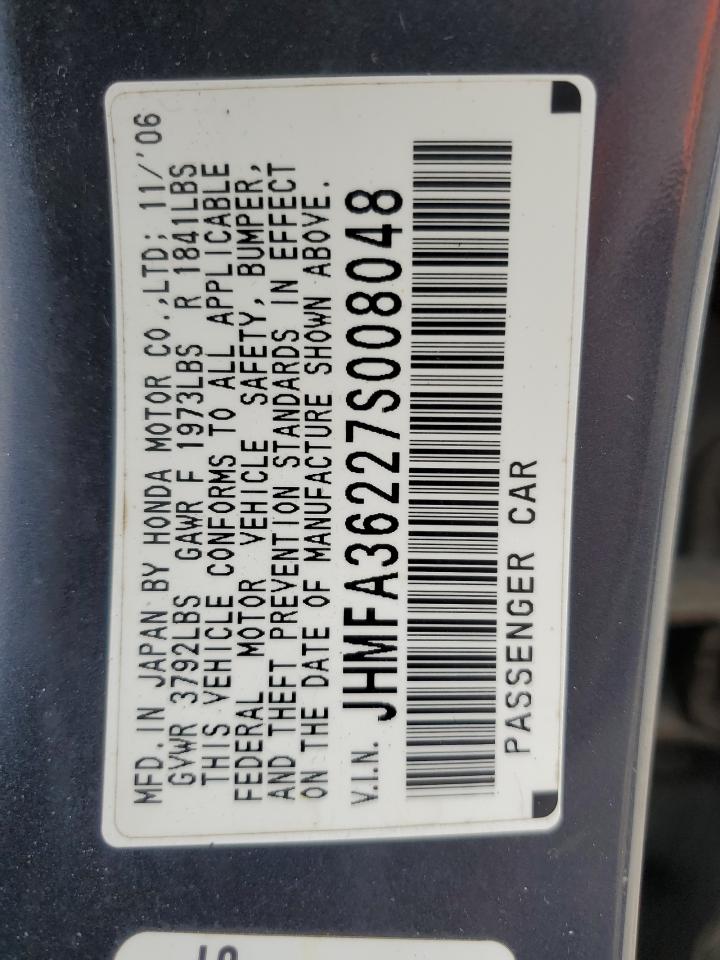 MFD.IN JAPAN BY HONDA MOTOR CO.,LTD; 11/'06
GVWR 3792LBS GAWR F 1973LBS R 1841LBS
THIS VEHICLE CONFORMS TO ALL APPLICABLE
FEDERAL MOTOR VEHICLE SAFETY, BUMPER,
AND THEFT PREVENTION STANDARDS IN EFFECT
ON THE DATE OF MANUFACTURE SHOWN ABOVE.
V.I.N. JHMFA36227S008048
PASSENGER CAR